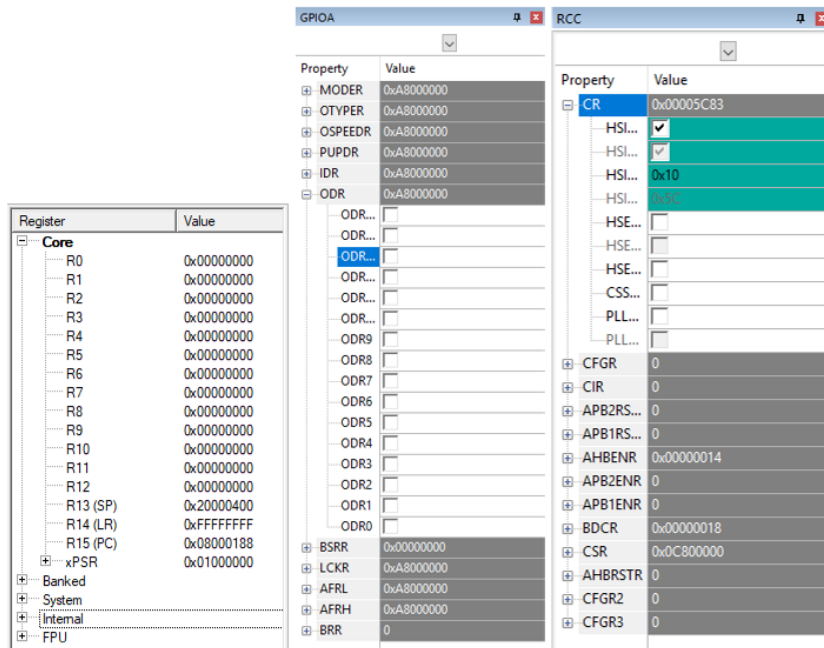 Register Value
Core
R0 0x00000000
R1 0x00000000
R2 0x00000000
R3 0x00000000
R4 0x00000000
R5 0x00000000
R6 0x00000000
R7 0x00000000
R8 0x00000000
R9 0x00000000
R10 0x00000000
R11 0x00000000
R12 0x00000000
R13 (SP) 0x20000400
R14 (LR) 0xFFFFFFFF
R15 (PC) 0x08000188
xPSR 0x01000000
Banked
System
Internal
FPU
GPIOA
Property Value
MODER 0xA8000000
OTYPER 0xA8000000
OSPEEDR 0xA8000000
PUPDR 0xA8000000
IDR 0xA8000000
ODR 0xA8000000
ODR...
ODR...
ODR...
ODR...
ODR...
ODR...
ODR9
ODR8
ODR7
ODR6
ODR5
ODR4
ODR3
ODR2
ODR1
ODR0
BSRR 0x00000000
LCKR 0xA8000000
AFRL 0xA8000000
AFRH 0xA8000000
BRR 0
RCC
Property Value
CR 0x00005C83
HSI...
HSI...
HSI... 0x10
HSI... 0x5C
HSE...
HSE...
HSE...
CSS...
PLL...
PLL...
CFGR 0
CIR 0
APB2RS... 0
APB1RS... 0
AHBENR 0x00000014
APB2ENR 0
APB1ENR 0
BDCR 0x00000018
CSR 0x0C800000
AHBRSTR 0
CFGR2 0
CFGR3 0